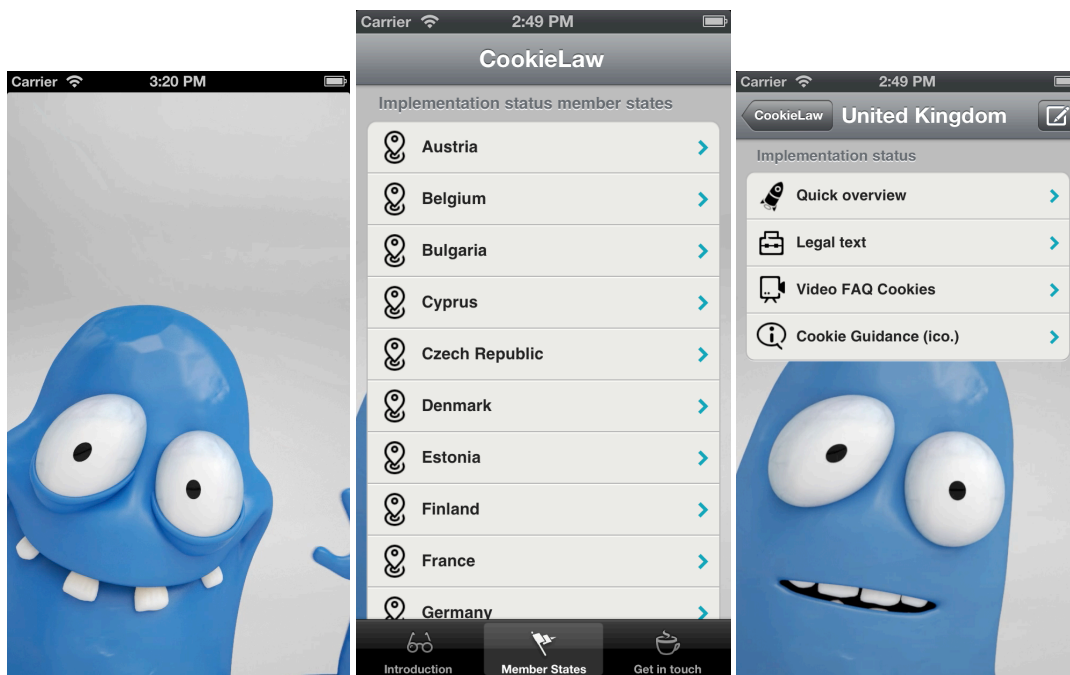 Carrier 3:20 PM
Carrier 2:49 PM
CookieLaw
Implementation status member states
Austria
Belgium
Bulgaria
Cyprus
Czech Republic
Denmark
Estonia
Finland
France
Germany
Introduction Member States Get in touch
Carrier 2:49 PM
CookieLaw United Kingdom
Implementation status
Quick overview
Legal text
Video FAQ Cookies
Cookie Guidance (ico.)